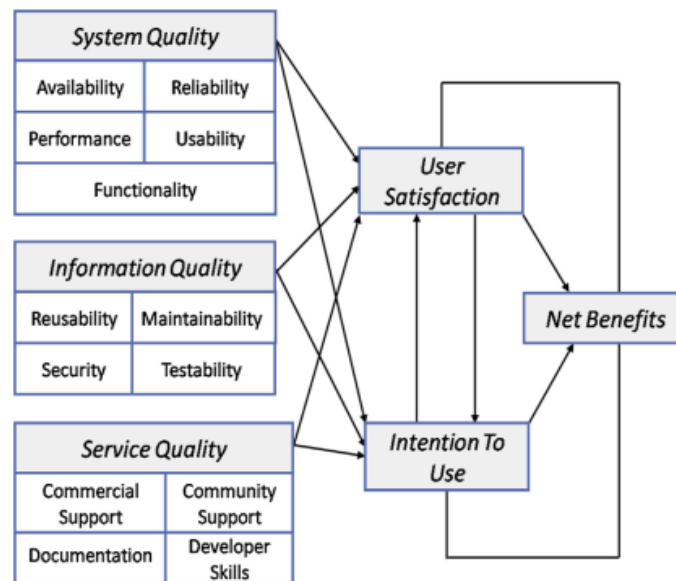 System Quality
Availability
Reliability
Performance
Usability
Functionality
Information Quality
Reusability
Maintainability
Security
Testability
Service Quality
Commercial
Support
Community
Support
Documentation
Developer
Skills
User
Satisfaction
Intention To
Use
Net Benefits